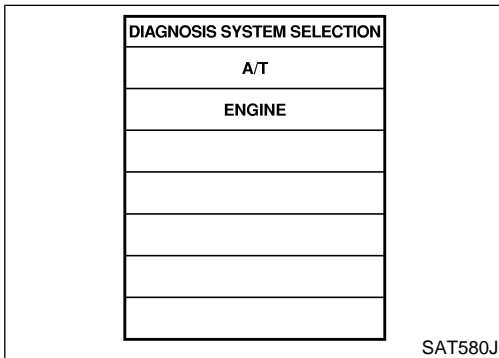 DIAGNOSIS SYSTEM SELECTION
A/T
ENGINE
SAT580J